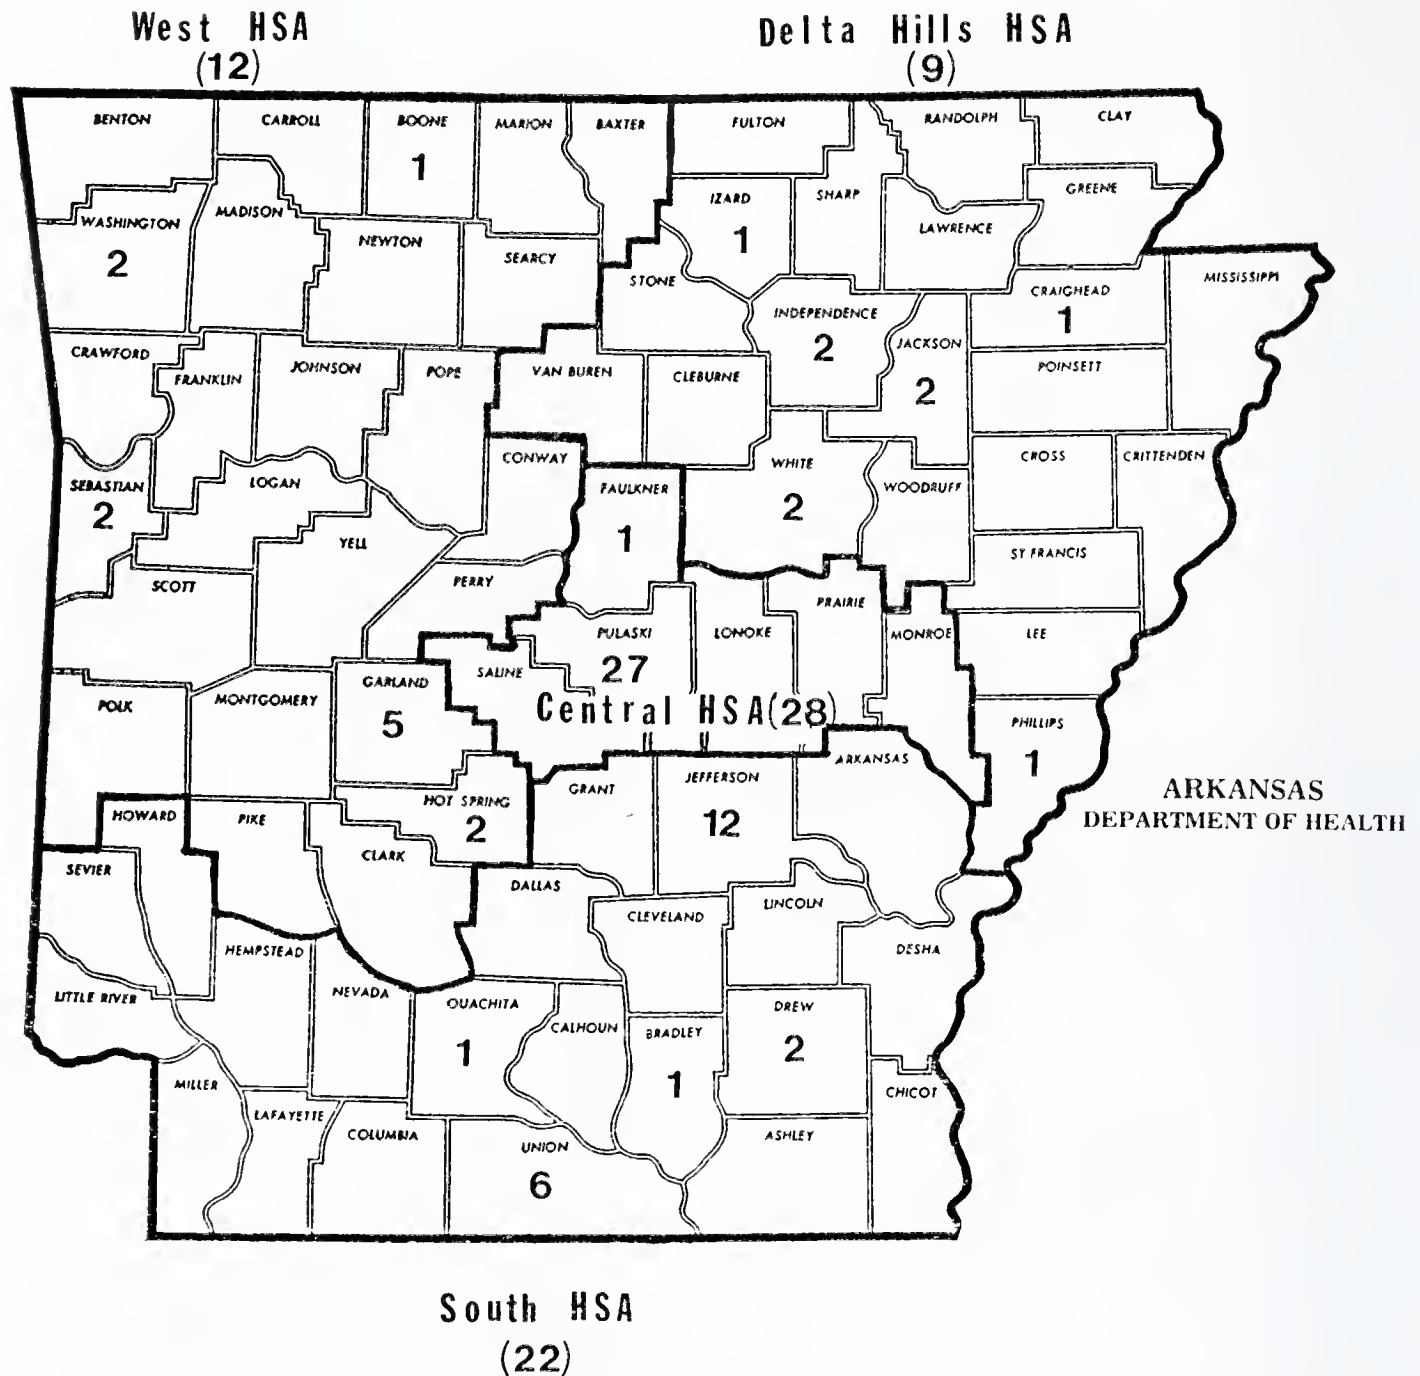 West HSA
(12)
Delta Hills HSA
(9)
BENTON
CARROLL
BOONE
1
MARION
BAXTER
FULTON
RANDOLPH
CLAY
WASHINGTON
2
MADISON
NEWTON
SEARCY
STONE
IZARD
1
SHARP
LAWRENCE
GREENE
CRAIGHEAD
1
MISSISSIPPI
INDEPENDENCE
2
JACKSON
2
POINSETT
CRAWFORD
FRANKLIN
JOHNSON
POPE
VAN BUREN
CLEBURNE
CONWAY
WHITE
2
WOODRUFF
CROSS
CRITTENDEN
SEBASTIAN
2
LOGAN
YELL
FAULKNER
1
ST FRANCIS
SCOTT
PERRY
PRAIRIE
PULASKI
27
LONOKE
MONROE
LEE
SALINE
GARLAND
5
Central HSA(28)
POLK
MONTGOMERY
PHILLIPS
1
ARKANSAS
GRANT
JEFFERSON
12
ARKANSAS
DEPARTMENT OF HEALTH
HOWARD
PIKE
HOT SPRING
2
CLARK
SEVIER
DALLAS
CLEVELAND
LINCOLN
DESHA
HEMPSTEAD
LITTLE RIVER
NEVADA
OUACHITA
1
CALHOUN
BRADLEY
1
DREW
2
MILLER
LAFAYETTE
COLUMBIA
UNION
6
ASHLEY
CHICOT
South HSA
(22)